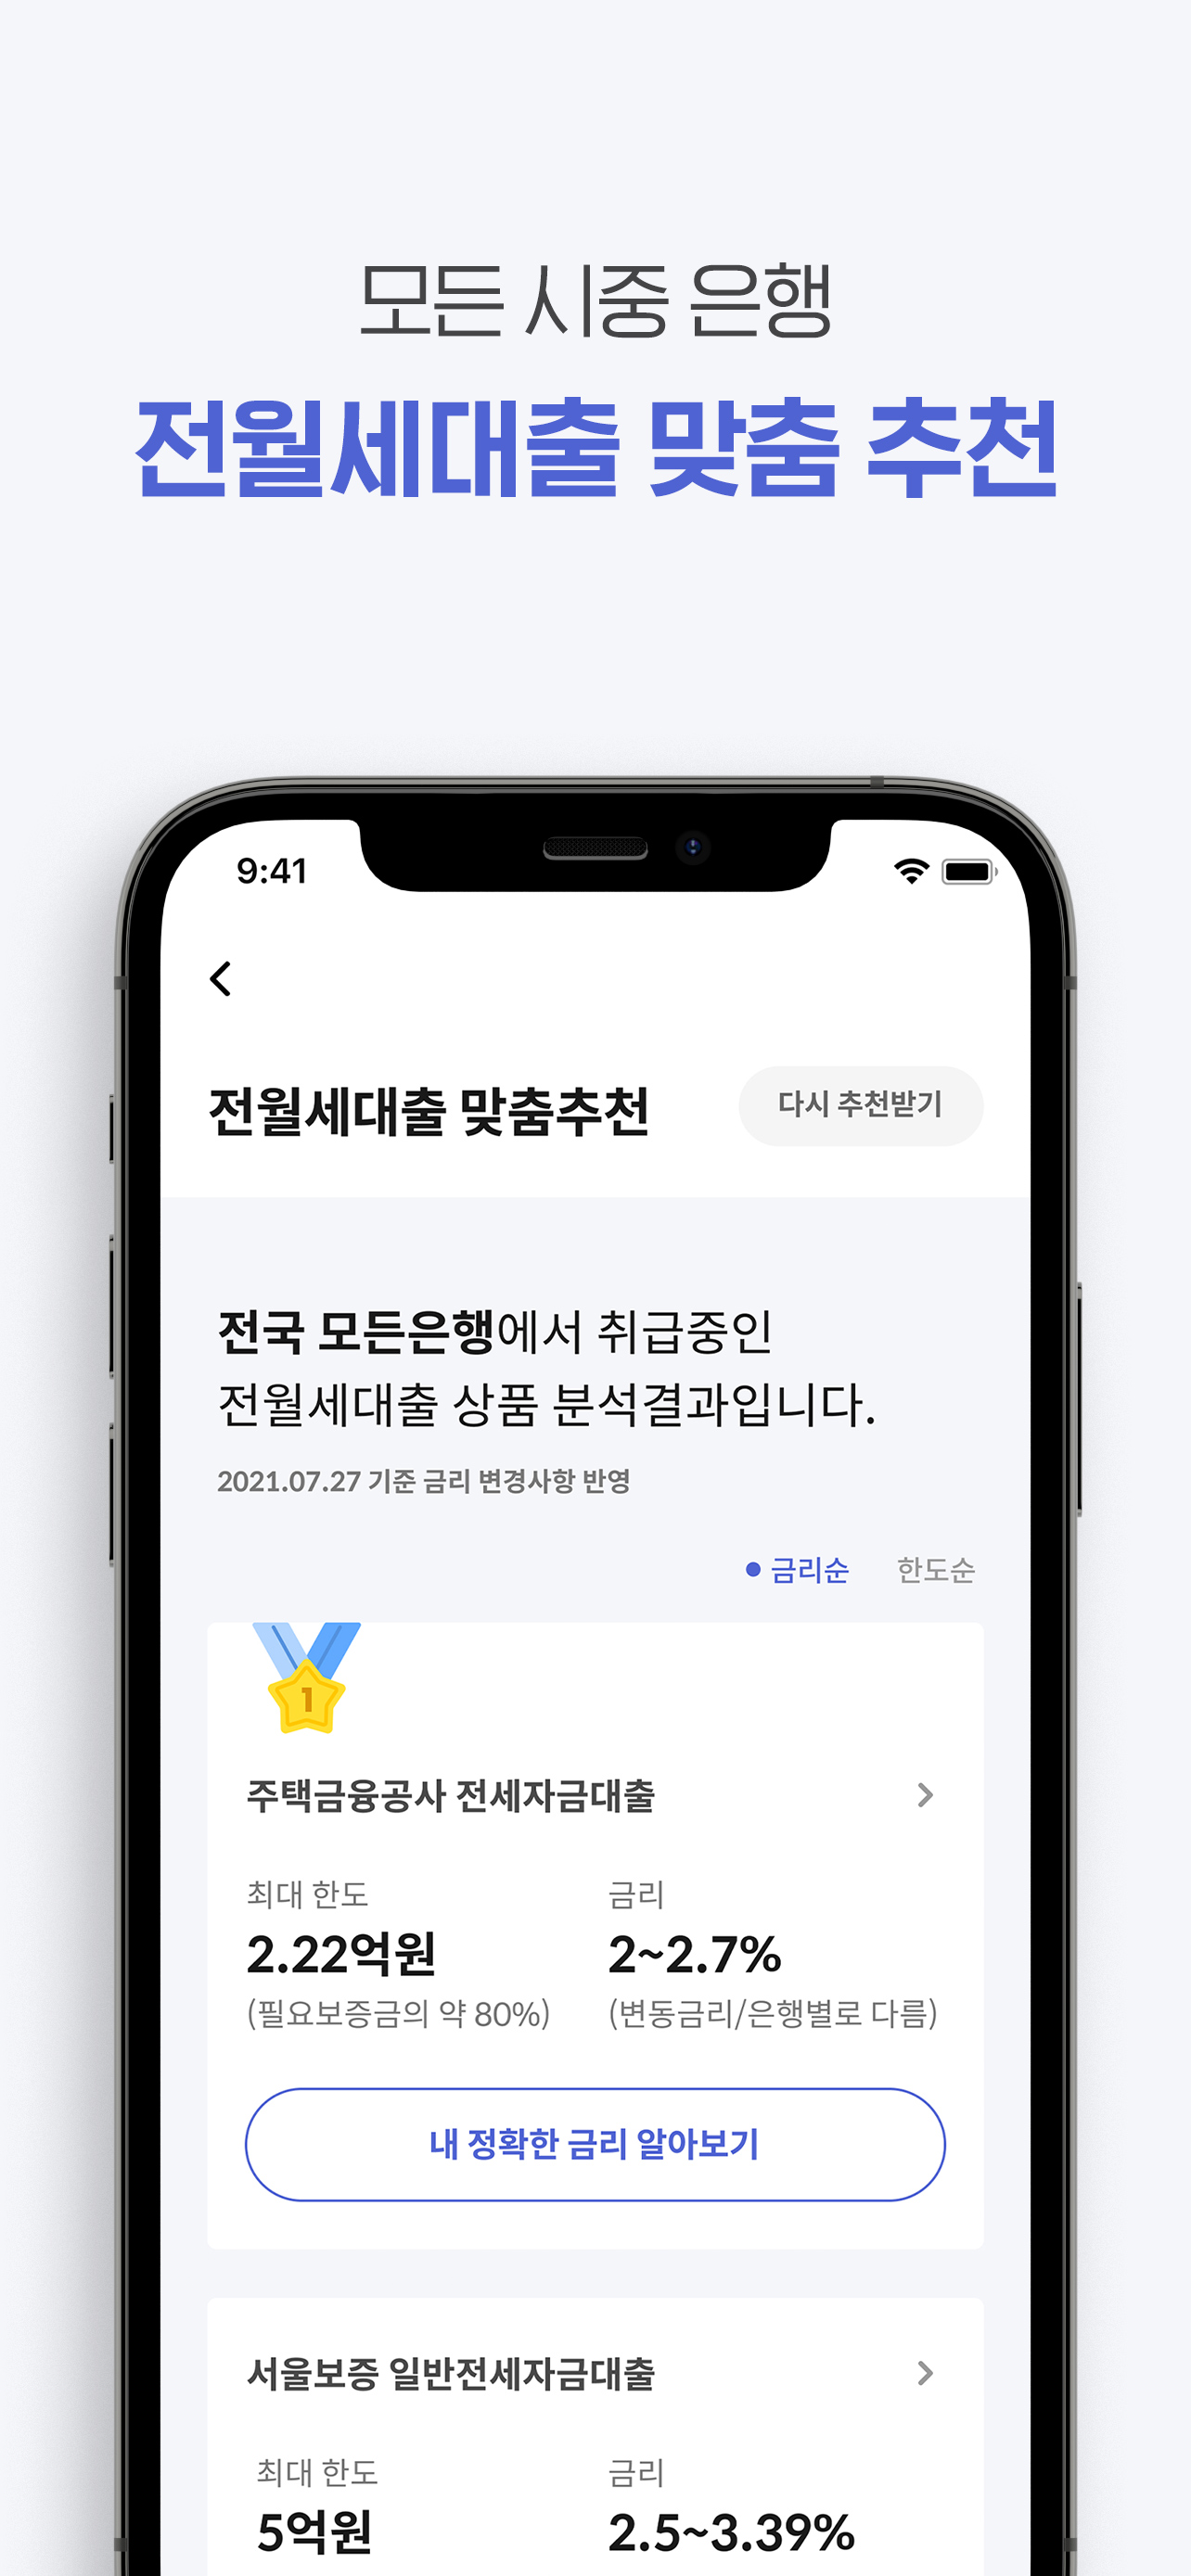 모든 시중 은행
전월세대출 맞춤 추천
9:41
전월세대출 맞춤추천
다시 추천받기
전국 모든은행에서 취급중인
전월세대출 상품 분석결과입니다.
2021.07.27 기준 금리 변경사항 반영
금리순 한도순
1
주택금융공사 전세자금대출
최대 한도 금리
2.22억원 2~2.7%
(필요보증금의 약 80%) (변동금리/은행별로 다름)
내 정확한 금리 알아보기
서울보증 일반전세자금대출
최대 한도 금리
5억원 2.5~3.39%